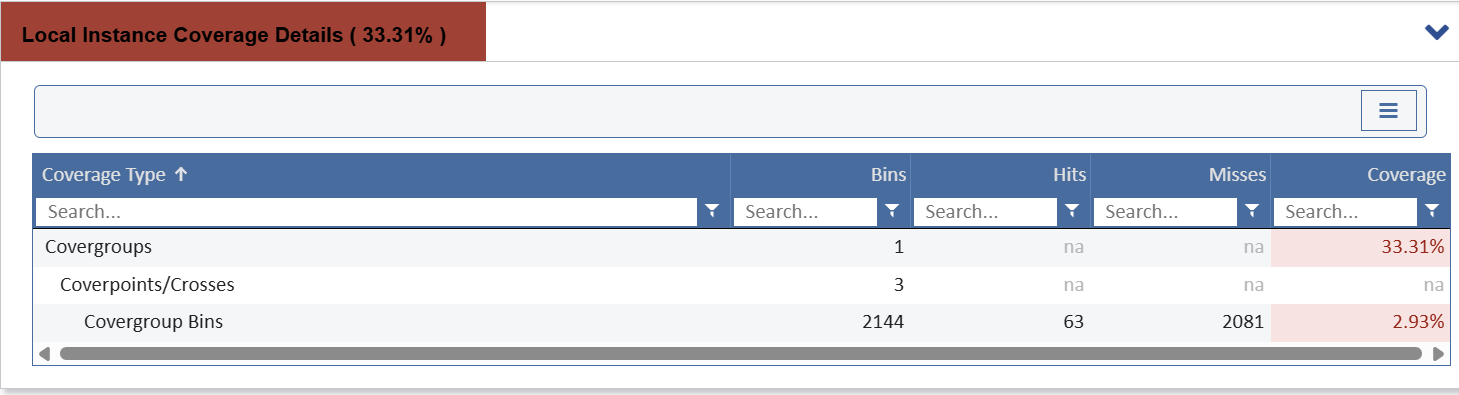 Local Instance Coverage Details ( 33.31% )
Coverage Type ↑ Bins Hits Misses Coverage
Search... Search... Search... Search... Search...
Covergroups 1 na na 33.31%
Coverpoints/Crosses 3 na na na
Covergroup Bins 2144 63 2081 2.93%